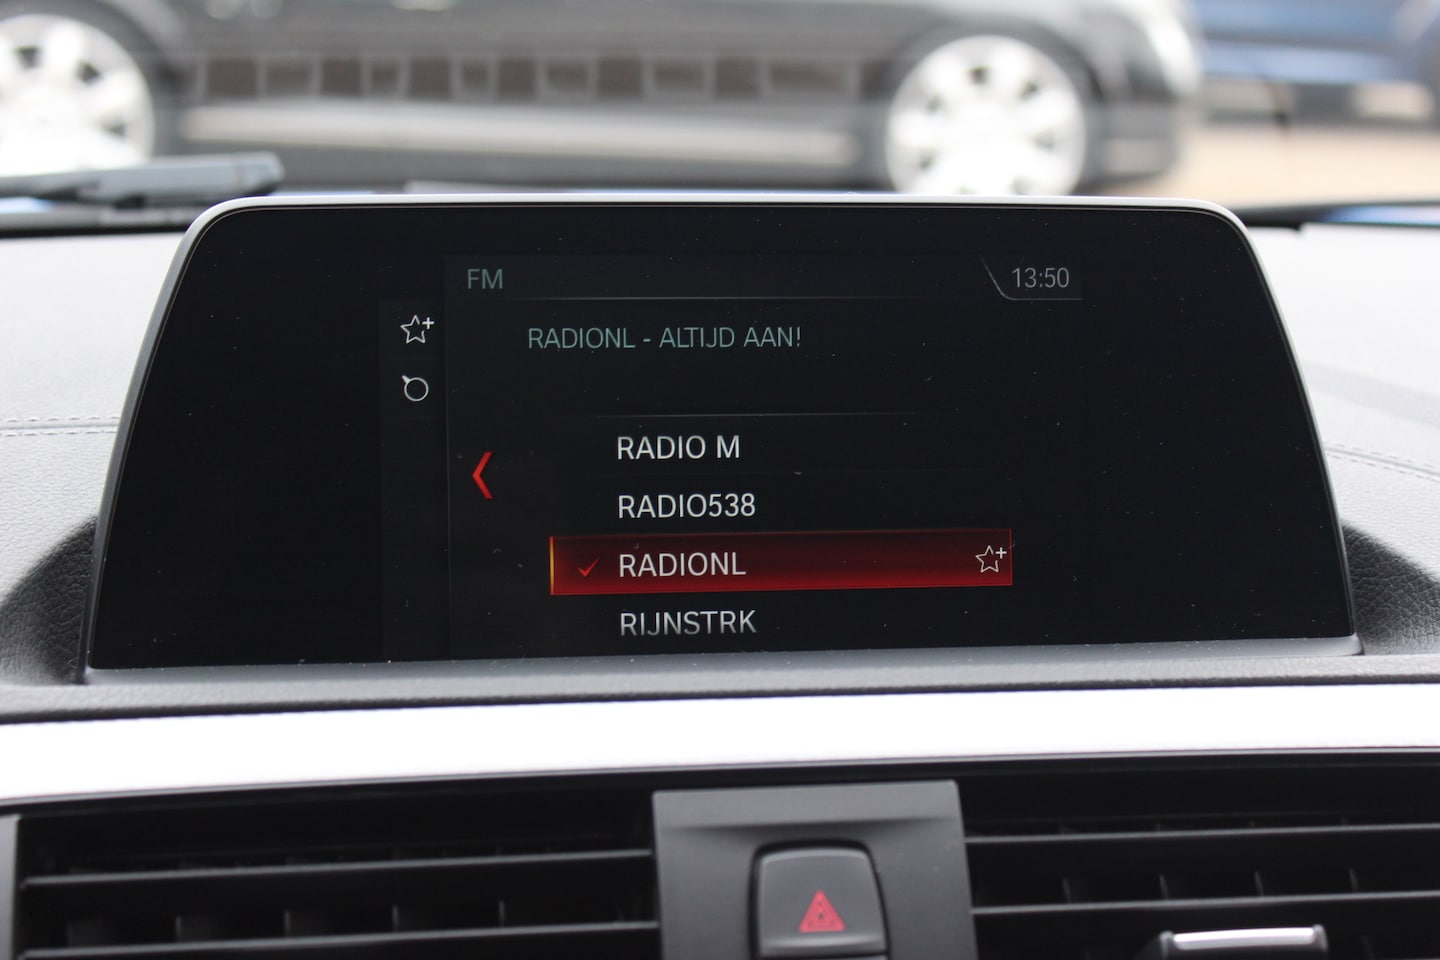 FM 13:50
RADIONL - ALTIJD AAN!
RADIO M
RADIO538
RADIONL
RIJNSTRK